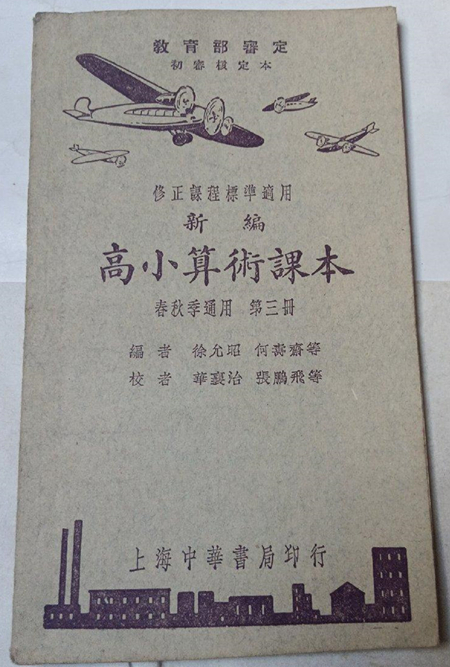 教育部審定
初審核定本
修正課程標準適用
新編
高小算術課本
春秋季通用 第三冊
編者 徐允昭 何壽齋等
校者 華襄治 張鵬飛等
上海中華書局印行